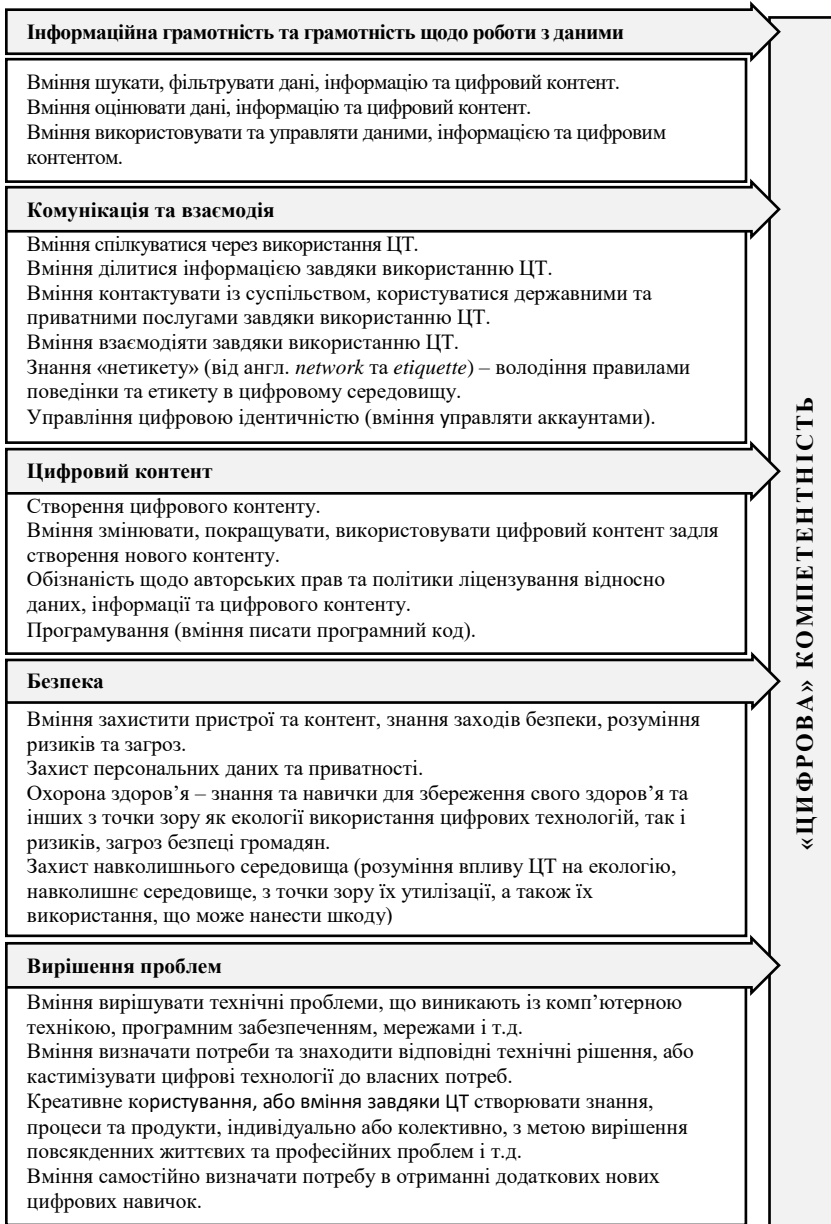 Інформаційна грамотність та грамотність щодо роботи з даними
Вміння шукати, фільтрувати дані, інформацію та цифровий контент.
Вміння оцінювати дані, інформацію та цифровий контент.
Вміння використовувати та управляти даними, інформацією та цифровим
контентом.
Комунікація та взаємодія
Вміння спілкуватися через використання ЦТ.
Вміння ділитися інформацією завдяки використанню ЦТ.
Вміння контактувати із суспільством, користуватися державними та
приватними послугами завдяки використанню ЦТ.
Вміння взаємодіяти завдяки використанню ЦТ.
Знання «нетикету» (від англ. network та etiquette) – володіння правилами
поведінки та етикету в цифровому середовищу.
Управління цифровою ідентичністю (вміння управляти аккаунтами).
Цифровий контент
Створення цифрового контенту.
Вміння змінювати, покращувати, використовувати цифровий контент задля
створення нового контенту.
Обізнаність щодо авторських прав та політики ліцензування відносно
даних, інформації та цифрового контенту.
Програмування (вміння писати програмний код).
Безпека
Вміння захистити пристрої та контент, знання заходів безпеки, розуміння
ризиків та загроз.
Захист персональних даних та приватності.
Охорона здоров’я – знання та навички для збереження свого здоров’я та
інших з точки зору як екології використання цифрових технологій, так і
ризиків, загроз безпеці громадян.
Захист навколишнього середовища (розуміння впливу ЦТ на екологію,
навколишнє середовище, з точки зору їх утилізації, а також їх
використання, що може нанести шкоду)
Вирішення проблем
Вміння вирішувати технічні проблеми, що виникають із комп’ютерною
технікою, програмним забезпеченням, мережами і т.д.
Вміння визначати потреби та знаходити відповідні технічні рішення, або
кастимізувати цифрові технології до власних потреб.
Креативне користування, або вміння завдяки ЦТ створювати знання,
процеси та продукти, індивідуально або колективно, з метою вирішення
повсякденних життєвих та професійних проблем і т.д.
Вміння самостійно визначати потребу в отриманні додаткових нових
цифрових навичок.
«ЦИФРОВА» КОМПЕТЕНТНІСТЬ